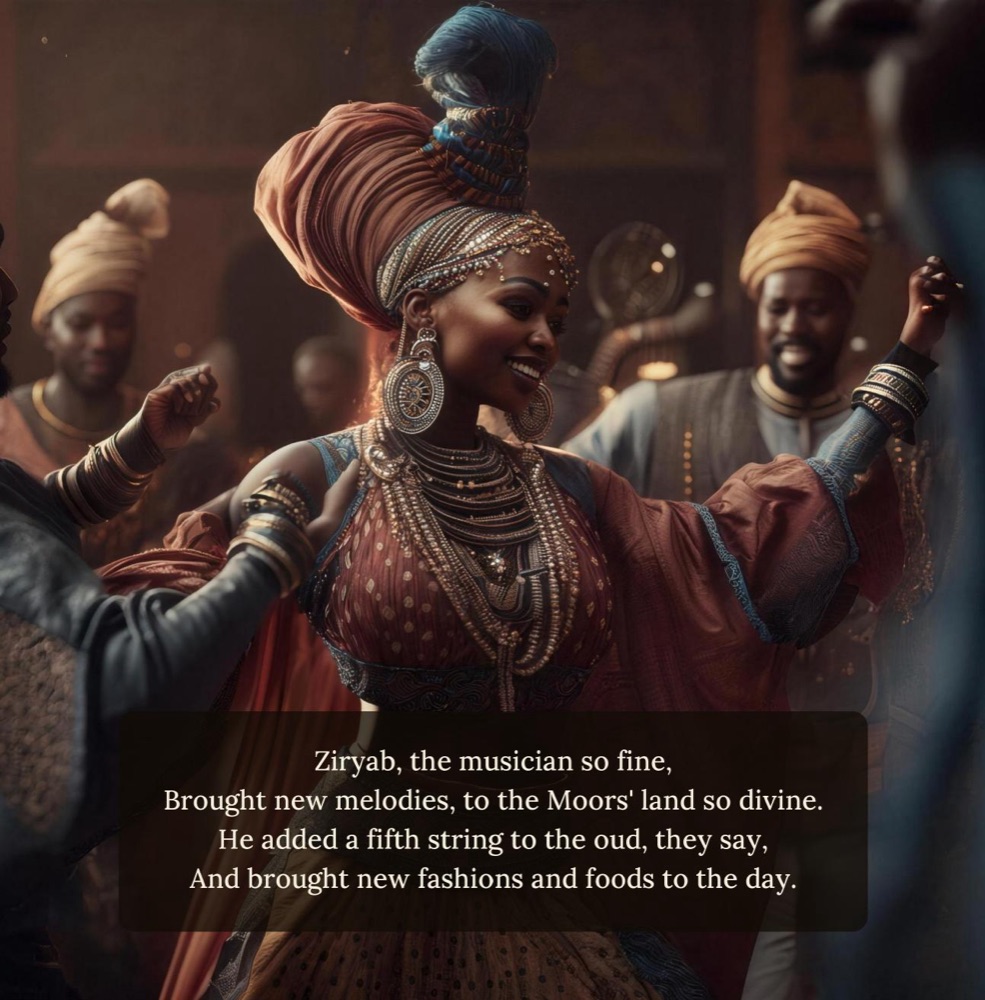 Ziryab, the musician so fine,
Brought new melodies, to the Moors' land so divine.
He added a fifth string to the oud, they say,
And brought new fashions and foods to the day.